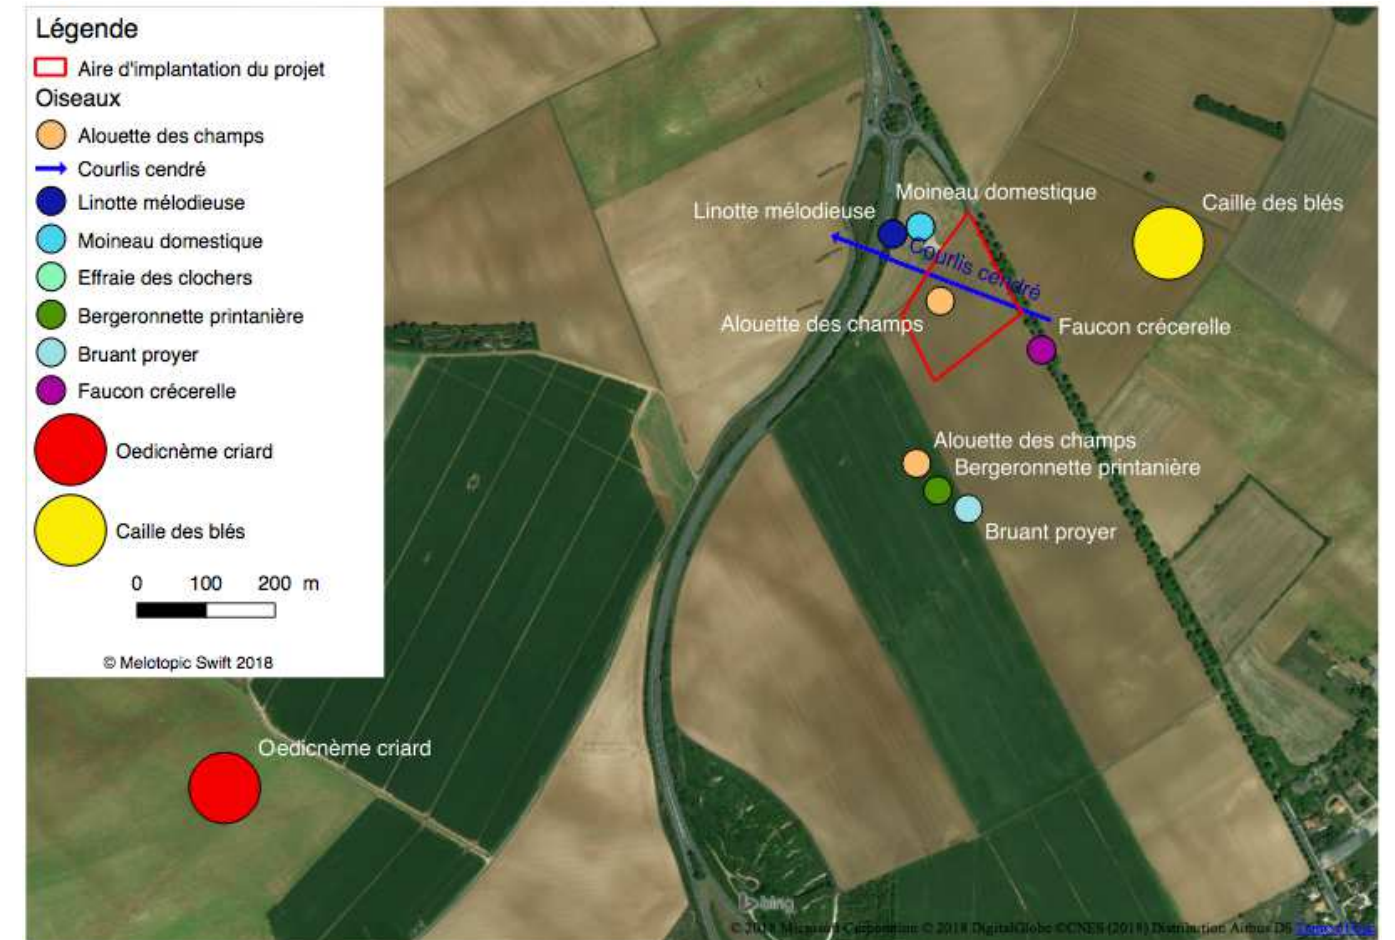 Légende
Aire d'implantation du projet
Oiseaux
Alouette des champs
Courlis cendré
Linotte mélodieuse
Moineau domestique
Effraie des clochers
Bergeronnette printanière
Bruant proyer
Faucon crécerelle
Oedicnème criard
Caille des blés
0 100 200 m
© Melotopic Swift 2018
Moineau domestique
Linotte mélodieuse
Caille des blés
Courlis cendré
Alouette des champs
Faucon crécerelle
Alouette des champs
Bergeronnette printanière
Bruant proyer
Oedicnème criard
bing
© 2018 Microsoft Corporation © 2018 DigitalGlobe ©CNES (2018) Distribution Airbus DS